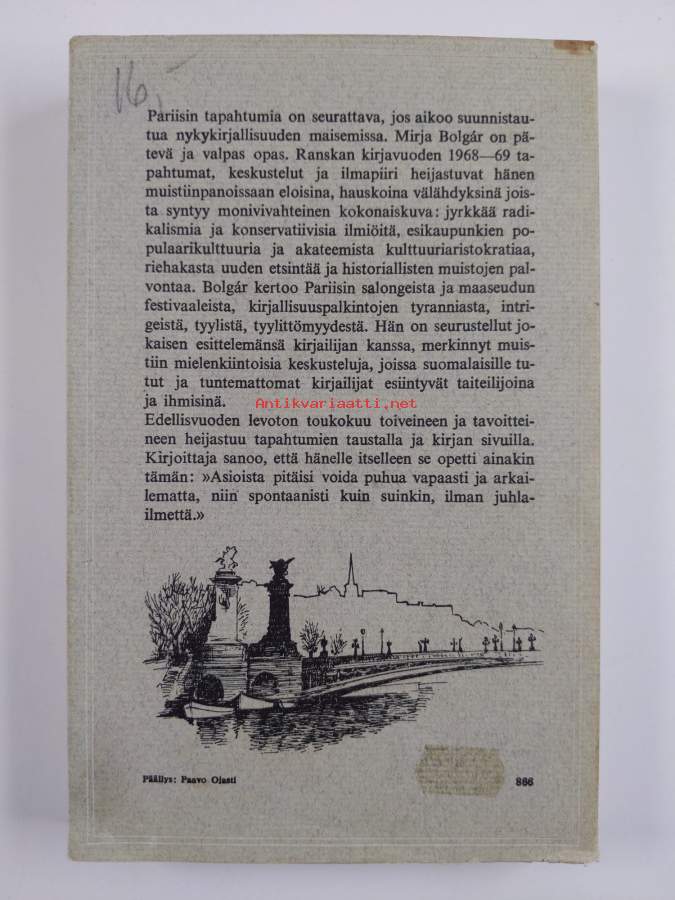 16,-
Pariisin tapahtumia on seurattava, jos aikoo suunnistau-
tua nykykirjallisuuden maisemissa. Mirja Bolgár on pä-
tevä ja valpas opas. Ranskan kirjavuoden 1968—69 ta-
pahtumat, keskustelut ja ilmapiiri heijastuvat hänen
muistiinpanoissaan eloisina, hauskoina välähdyksinä jois-
ta syntyy monivivahteinen kokonaiskuva: jyrkkää radi-
kalismia ja konservatiivisia ilmiöitä, esikaupunkien po-
pulaarikulttuuria ja akateemista kulttuuriaristokratiaa,
riehakasta uuden etsintää ja historiallisten muistojen pal-
vontaa. Bolgár kertoo Pariisin salongeista ja maaseudun
festivaaleista, kirjallisuuspalkintojen tyranniasta, intri-
geistä, tyylistä, tyylittömyydestä. Hän on seurustellut jo-
kaisen esittelemänsä kirjailijan kanssa, merkinnyt muis-
tiin mielenkiintoisia keskusteluja, joissa suomalaisille tu-
tut ja tuntemattomat kirjailijat esiintyvät taiteilijoina
ja ihmisinä.
Antikvariaatti.net
Edellisvuoden levoton toukokuu toiveineen ja tavoittei-
neen heijastuu tapahtumien taustalla ja kirjan sivuilla.
Kirjoittaja sanoo, että hänelle itselleen se opetti ainakin
tämän: »Asioista pitäisi voida puhua vapaasti ja arkai-
lematta, niin spontaanisti kuin suinkin, ilman juhla-
ilmettä.»
Päällys: Paavo Olasti
866